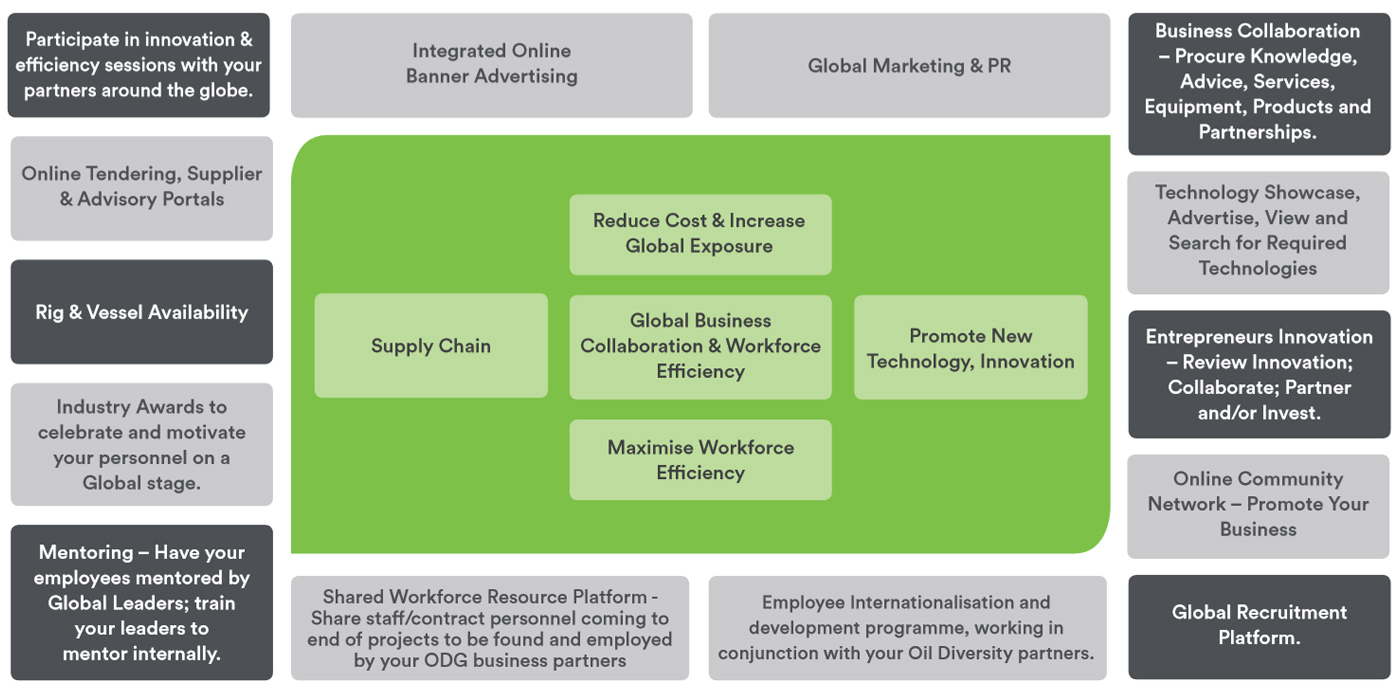 Participate in innovation &
efficiency sessions with your
partners around the globe.
Integrated Online
Banner Advertising
Global Marketing & PR
Business Collaboration
– Procure Knowledge,
Advice, Services,
Equipment, Products and
Partnerships.
Online Tendering, Supplier
& Advisory Portals
Technology Showcase,
Advertise, View and
Search for Required
Technologies
Rig & Vessel Availability
Reduce Cost & Increase
Global Exposure
Supply Chain
Global Business
Collaboration & Workforce
Efficiency
Promote New
Technology, Innovation
Maximise Workforce
Efficiency
Entrepreneurs Innovation
– Review Innovation;
Collaborate; Partner
and/or Invest.
Industry Awards to
celebrate and motivate
your personnel on a
Global stage.
Online Community
Network – Promote Your
Business
Mentoring – Have your
employees mentored by
Global Leaders; train
your leaders to
mentor internally.
Shared Workforce Resource Platform -
Share staff/contract personnel coming to
end of projects to be found and employed
by your ODG business partners
Employee Internationalisation and
development programme, working in
conjunction with your Oil Diversity partners.
Global Recruitment
Platform.